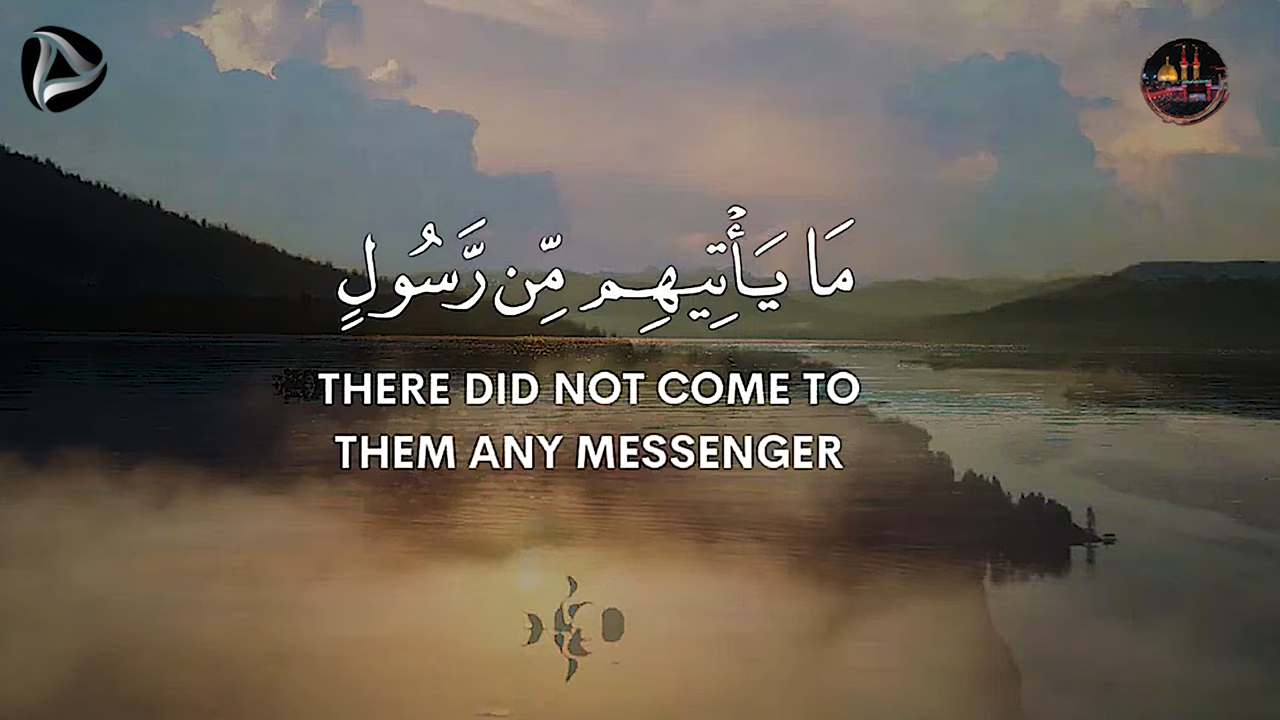 مَا يَأۡتِيهِم مِّن رَّسُولٍ
THERE DID NOT COME TO
THEM ANY MESSENGER